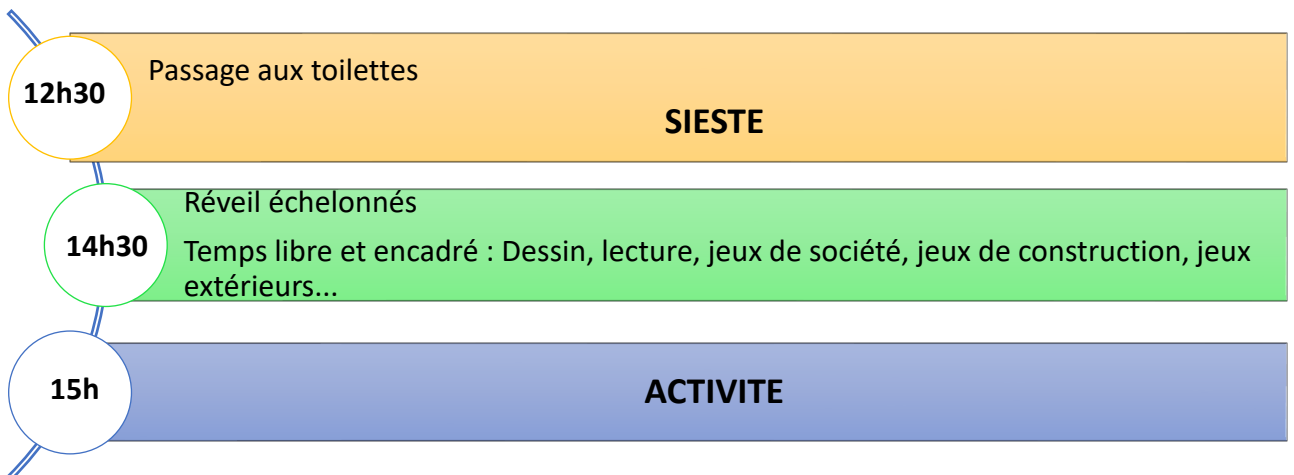 12h30
Passage aux toilettes
SIESTE
14h30
Réveil échelonnés
Temps libre et encadré : Dessin, lecture, jeux de société, jeux de construction, jeux
extérieurs...
15h
ACTIVITE